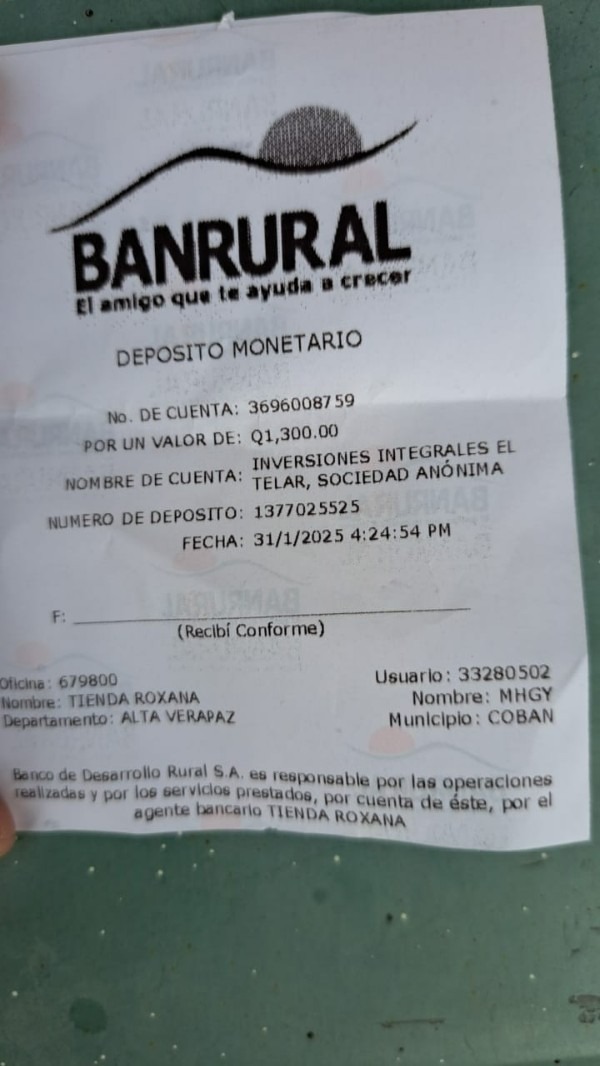 BANRURAL
El amigo que te ayuda a crecer
DEPOSITO MONETARIO
No. DE CUENTA: 3696008759
POR UN VALOR DE: Q1,300.00
NOMBRE DE CUENTA: INVERSIONES INTEGRALES EL
TELAR, SOCIEDAD ANÓNIMA
NUMERO DE DEPOSITO: 1377025525
FECHA: 31/1/2025 4:24:54 PM
F:
(Recibí Conforme)
Oficina: 679800
Nombre: TIENDA ROXANA
Departamento: ALTA VERAPAZ
Usuario: 33280502
Nombre: MHGY
Municipio: COBAN
Banco de Desarrollo Rural S.A. es responsable por las operaciones
realizadas y por los servicios prestados, por cuenta de éste, por el
agente bancario TIENDA ROXANA